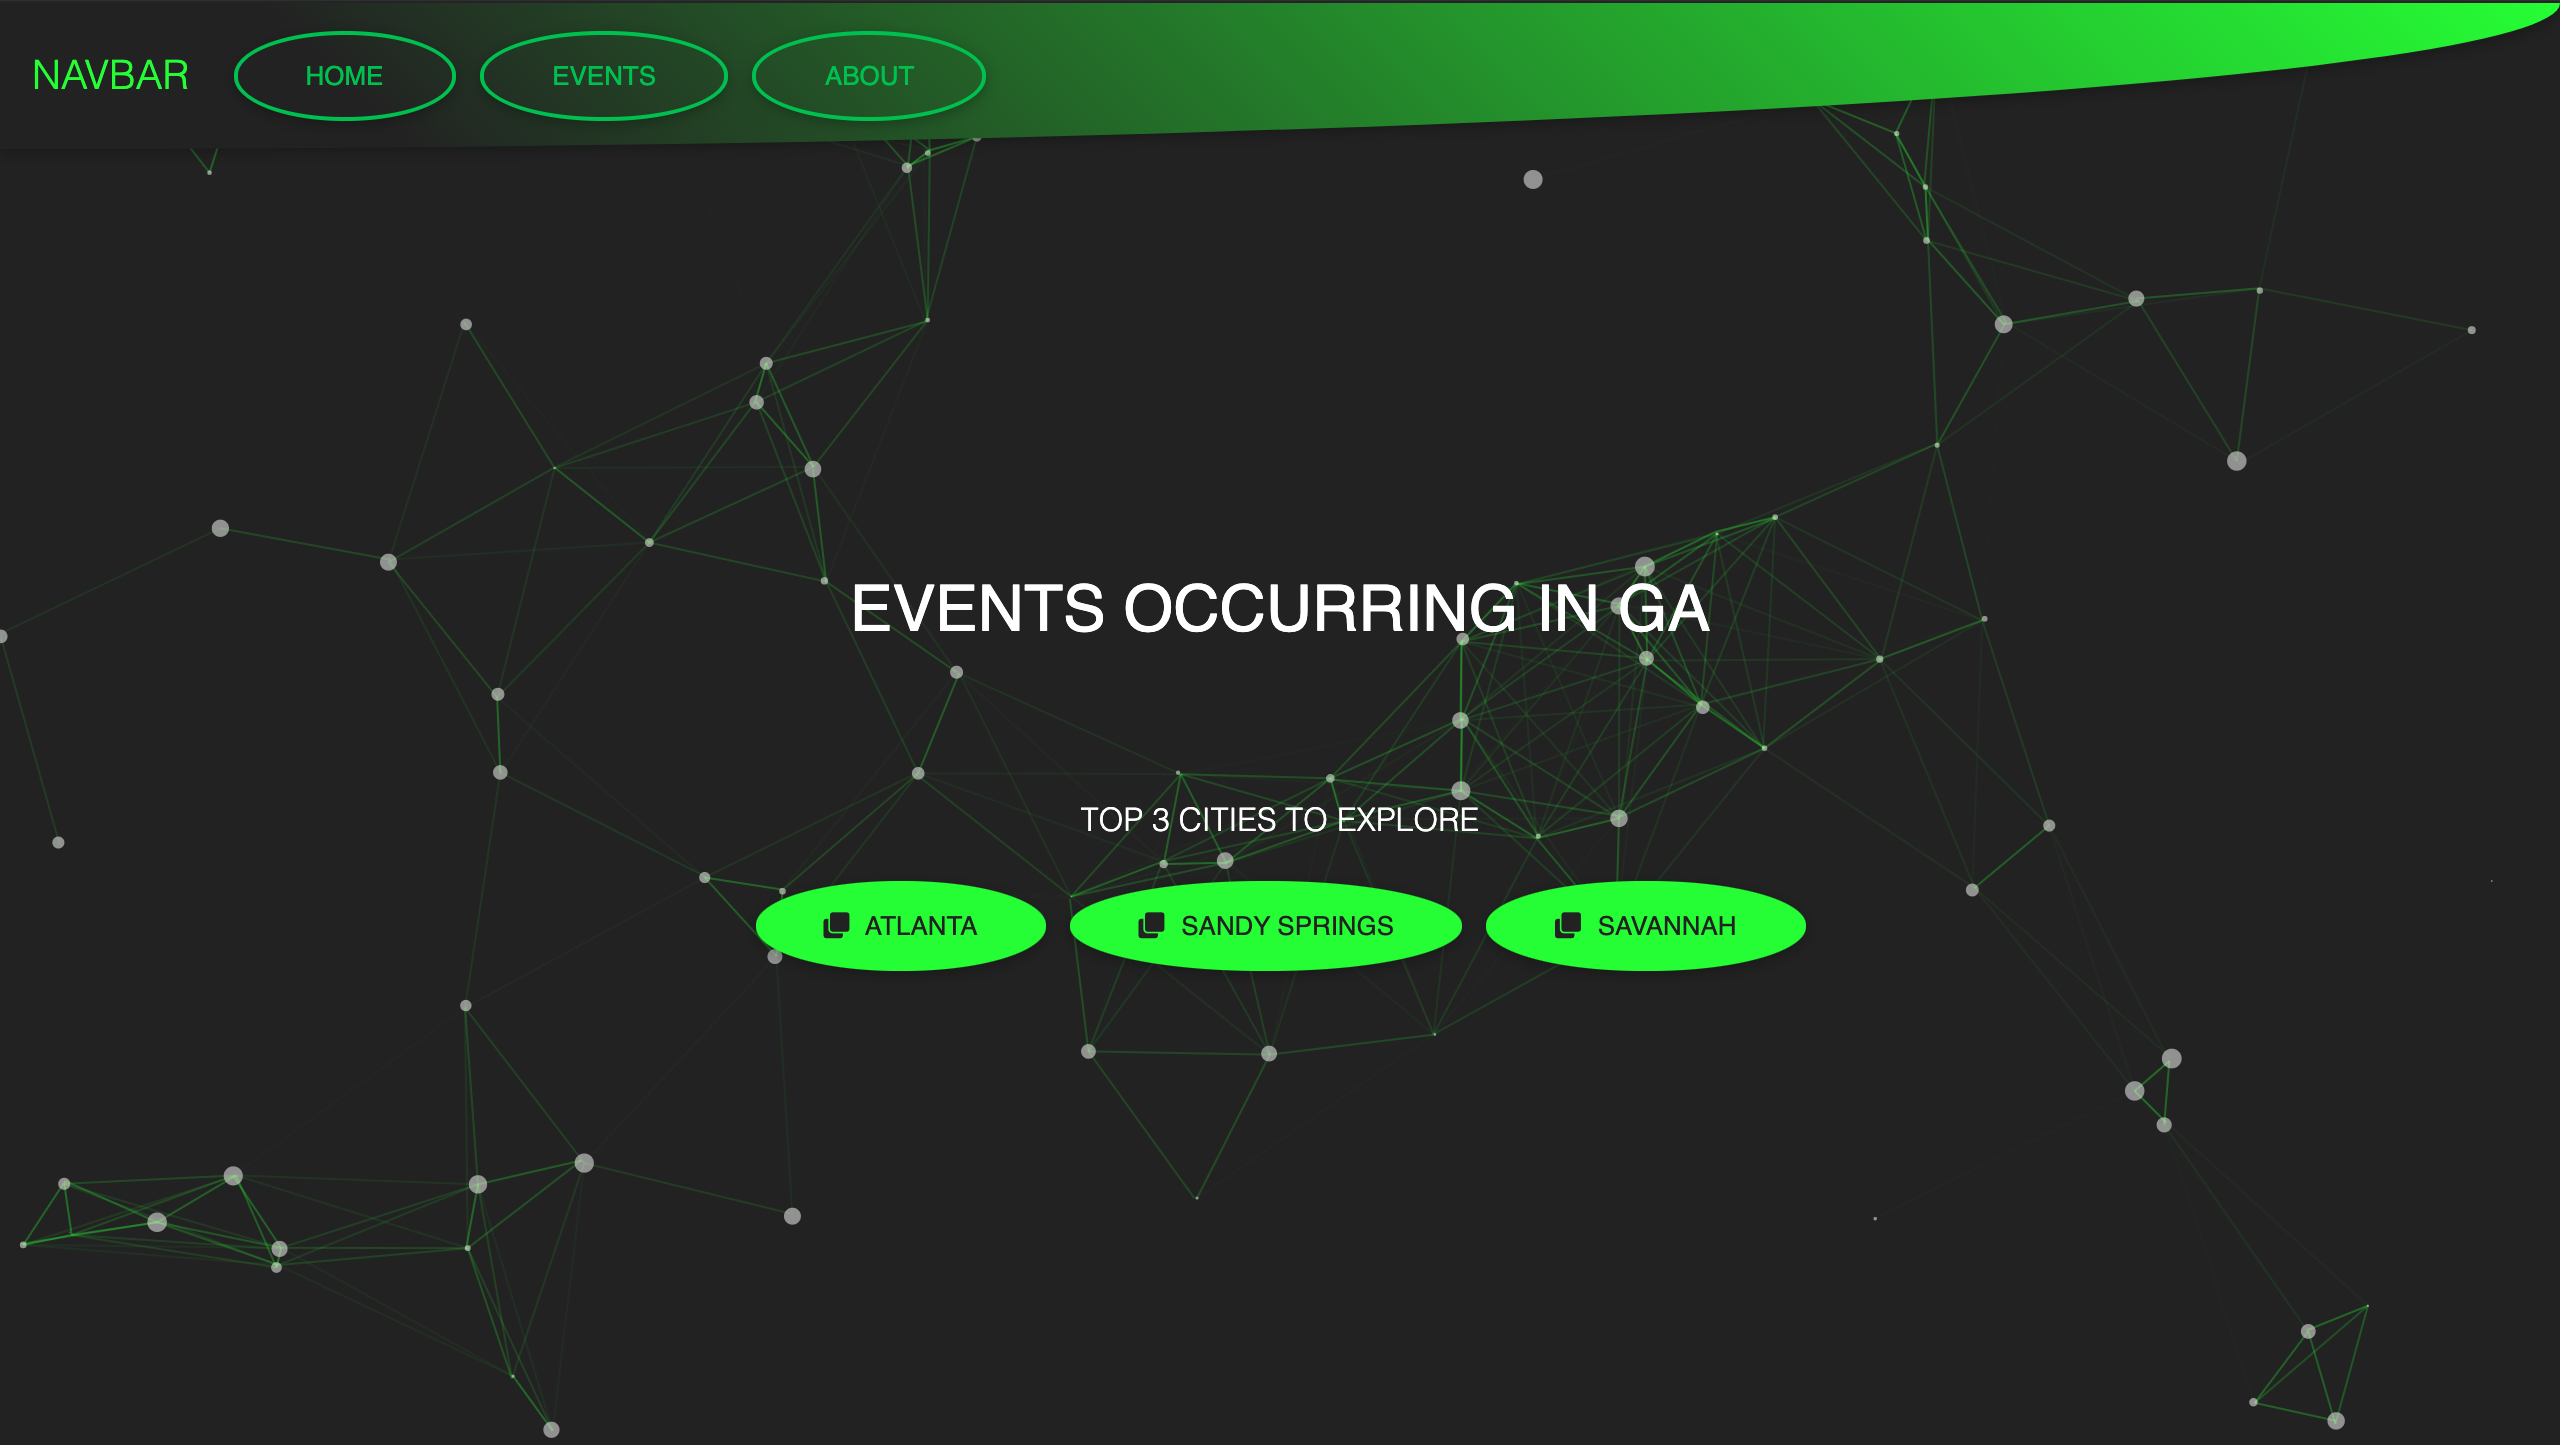 NAVBAR HOME EVENTS ABOUT
EVENTS OCCURRING IN GA
TOP 3 CITIES TO EXPLORE
ATLANTA SANDY SPRINGS SAVANNAH